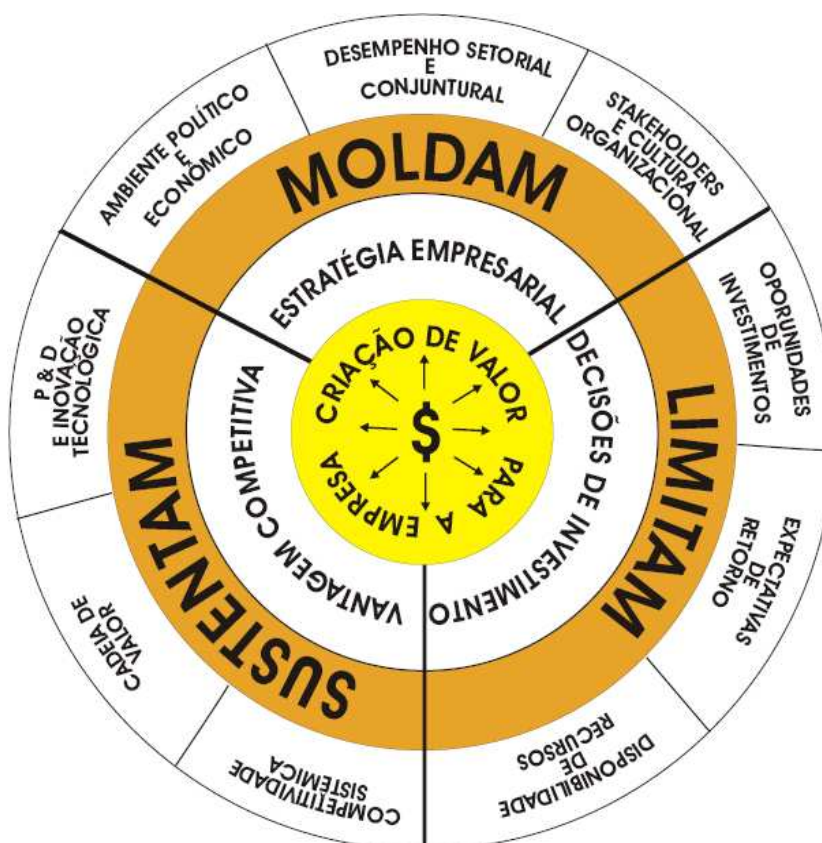 DESEMPENHO SETORIAL
E
CONJUNTURAL
STAKEHOLDERS
E CULTURA
ORGANIZACIONAL
AMBIENTE POLÍTICO
E
ECONÔMICO
MOLDAM
ESTRATÉGIA EMPRESARIAL
OPORUNIDADES
DE
INVESTIMENTOS
EXPECTATIVAS
DE
RETORNO
DISPONIBILIDADE
DE
RECURSOS
LIMITAM
DECISÕES DE INVESTIMENTO
P & D
E INOVAÇÃO
TECNOLÓGICA
CADEIA DE
VALOR
COMPETITIVIDADE
SISTÊMICA
SUSTENTAM
VANTAGEM COMPETITIVA
CRIAÇÃO DE VALOR
$
PARA A EMPRESA